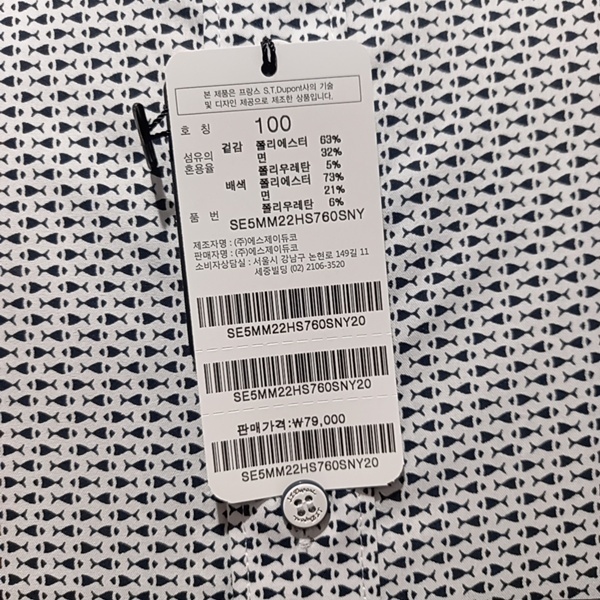 본 제품은 프랑스 S.T,Dupont사의 기술
및 디자인 제공으로 제조한 상품입니다.
호 칭 100
섬유의 혼용율 겉감 폴리에스터 63%
면 32%
폴리우레탄 5%
배색 폴리에스터 73%
면 21%
폴리우레탄 6%
품 번 SE5MM22HS760SNY
제조자명 : (주)에스제이듀코
판매자명 : (주)에스제이듀코
소비자상담실 : 서울시 강남구 논현로 149길 11
세중빌딩 (02) 2106-3520
SE5MM22HS760SNY20
SE5MM22HS760SNY20
판매가격:₩79,000
SE5MM22HS760SNY20